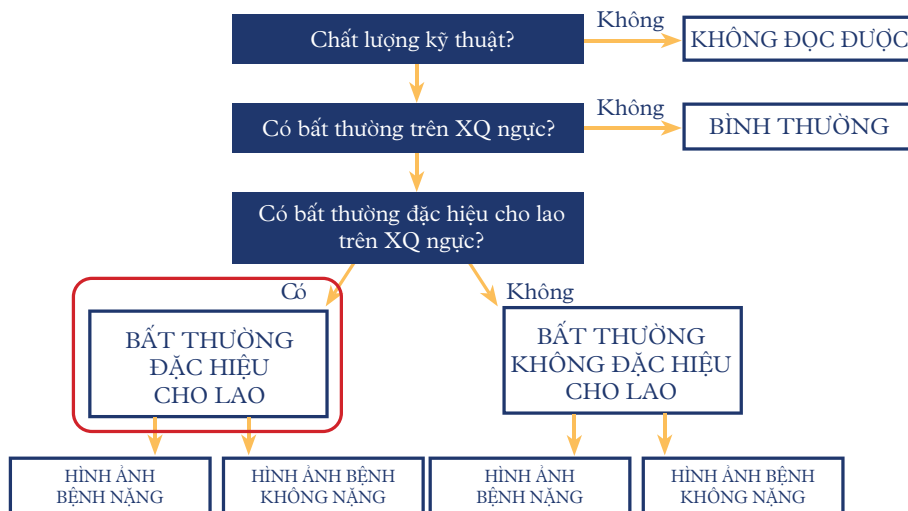 Chất lượng kỹ thuật?
Không
KHÔNG ĐỌC ĐƯỢC
Có bất thường trên XQ ngực?
Không
BÌNH THƯỜNG
Có bất thường đặc hiệu cho lao
trên XQ ngực?
Có
Không
BẤT THƯỜNG
ĐẶC HIỆU
CHO LAO
BẤT THƯỜNG
KHÔNG ĐẶC HIỆU
CHO LAO
HÌNH ẢNH
BỆNH NẶNG
HÌNH ẢNH BỆNH
KHÔNG NẶNG
HÌNH ẢNH
BỆNH NẶNG
HÌNH ẢNH BỆNH
KHÔNG NẶNG